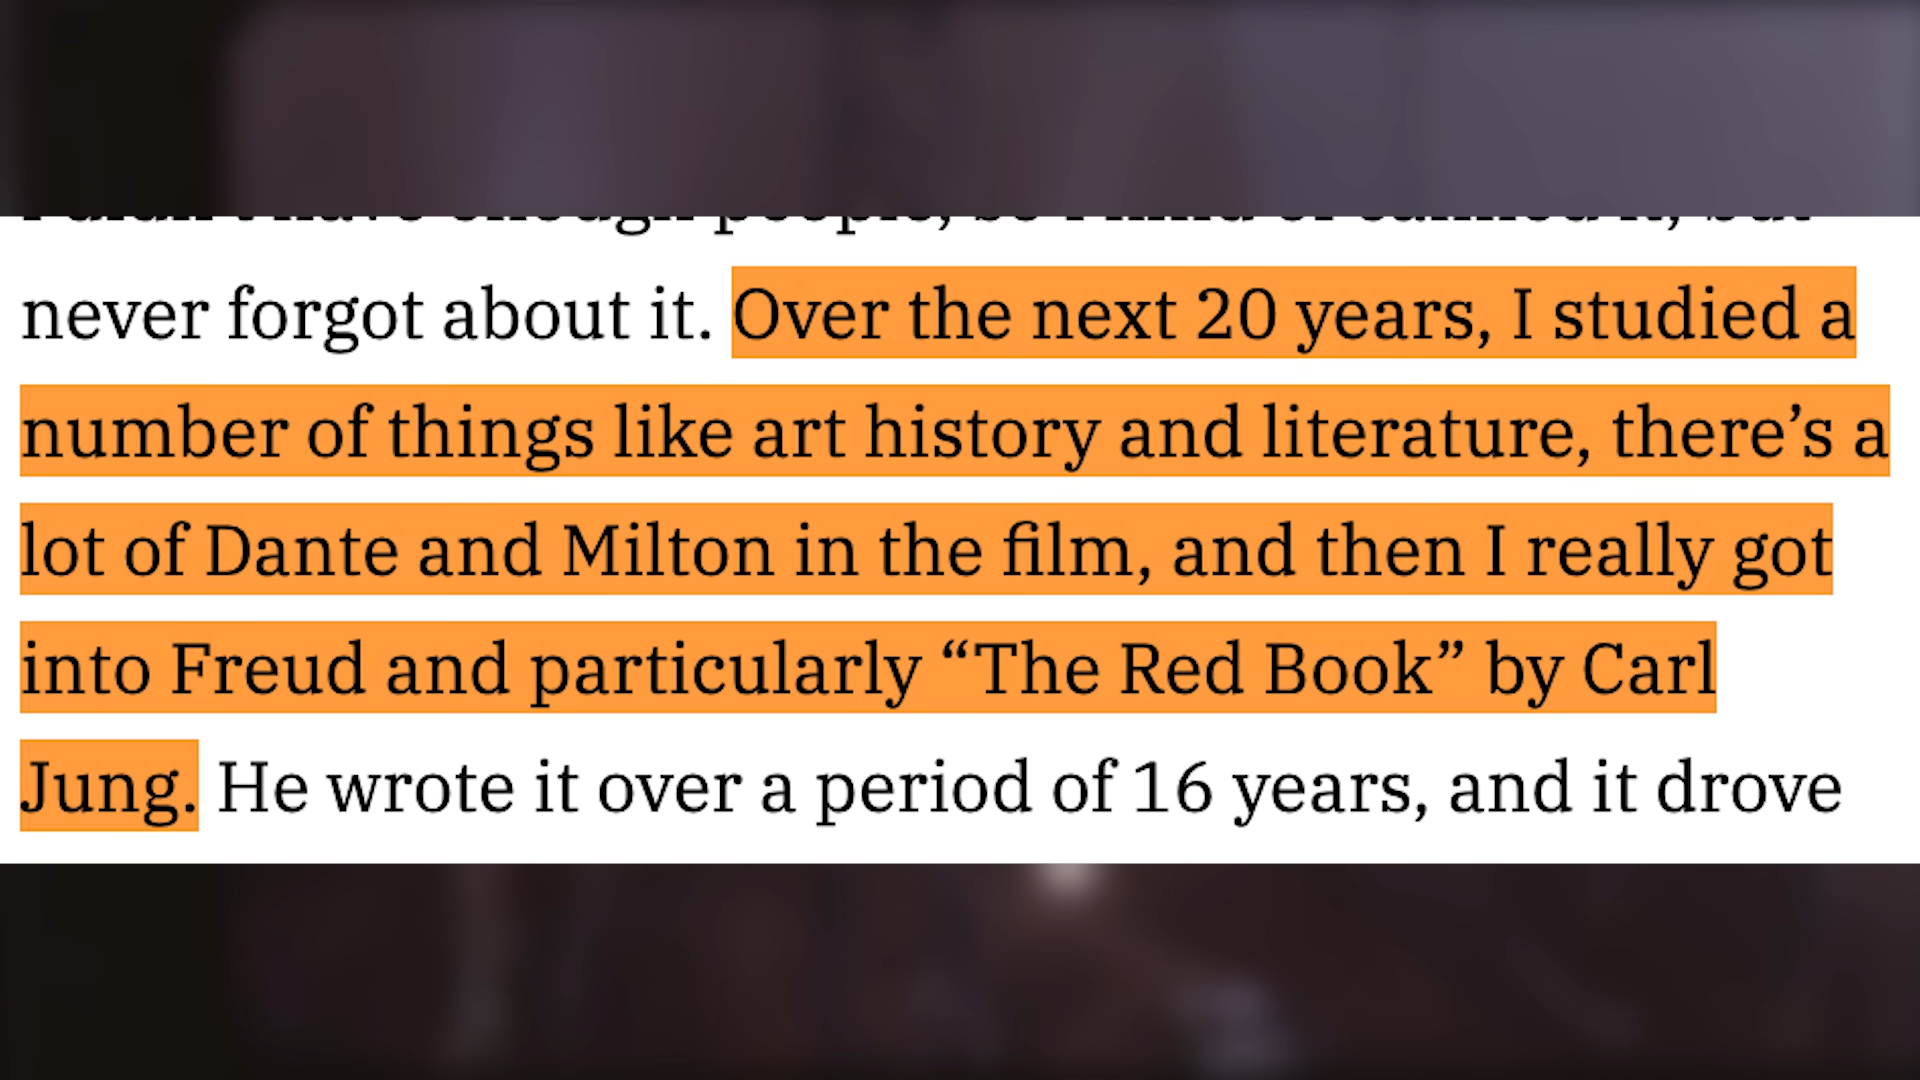 never forgot about it. Over the next 20 years, I studied a
number of things like art history and literature, there’s a
lot of Dante and Milton in the film, and then I really got
into Freud and particularly “The Red Book” by Carl
Jung. He wrote it over a period of 16 years, and it drove